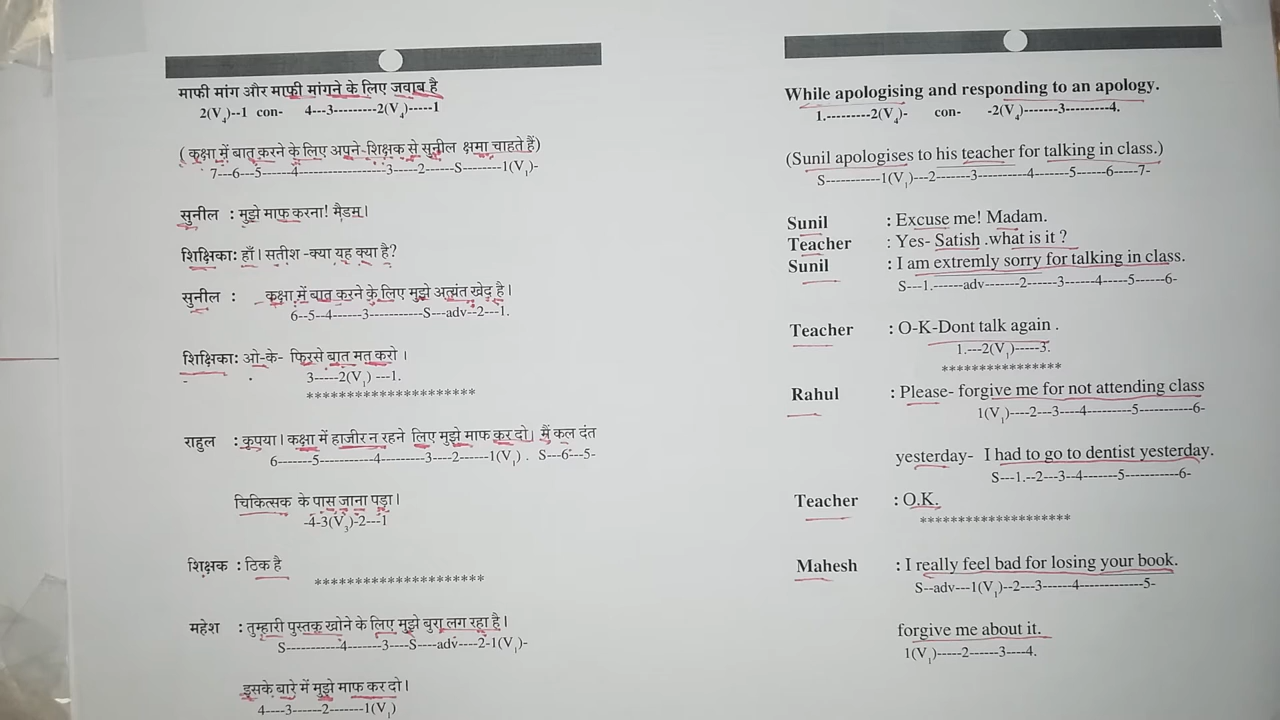 माफी मांग और माफी मांगने के लिए जवाब है
2(V4)--1 con- 4---3---------2(V4)-----1
( कक्षा में बात करने के लिए अपने-शिक्षक से सुनील क्षमा चाहते हैं)
7---6---5------4-----------------------3-----2------S--------1(V1)-
सुनील : मुझे माफ करना! मैडम्।
शिक्षिका: हाँ। सतीश -क्या यह क्या है?
सुनील : कक्षा में बात करने के लिए मुझे अत्यंत खेद है।
6--5--4------3-----------S---adv--2---1.
शिक्षिका: ओ-के- फिरसे बात मत करो ।
3-----2(V1) ---1.
********************
राहुल : कृपया। कक्षा में हाजीर न रहने लिए मुझे माफ कर दो। मैं कल दंत
6-------5-----------4--------3----2------1(V1) . S---6---5-
चिकित्सक के पास जाना पड़ा।
-4-3(V3)-2---1
शिक्षक : ठिक है
********************
महेश : तुम्हारी पुस्तक खोने के लिए मुझे बुरा लग रहा है।
S-----------4------3----S----adv----2-1(V1)-
इसके बारे में मुझे माफ कर दो।
4----3------2-------1(V1)
While apologising and responding to an apology.
1.---------2(V4)- con- -2(V4)-------3---------4.
(Sunil apologises to his teacher for talking in class.)
S-----------1(V1)---2-------3-----------4------5------6----7-
Sunil : Excuse me! Madam.
Teacher : Yes- Satish .what is it ?
Sunil : I am extremly sorry for talking in class.
S---1.------adv-------2-----3------4-----5------6-
Teacher : O-K-Dont talk again .
1.---2(V1)-----3.
****************
Rahul : Please- forgive me for not attending class
1(V1)----2---3----4---------5-----------6-
yesterday- I had to go to dentist yesterday.
S---1.--2---3--4------5------------6-
Teacher : O.K.
********************
Mahesh : I really feel bad for losing your book.
S--adv---1(V1)--2---3------4-------------5-
forgive me about it.
1(V1)-----2------3----4.